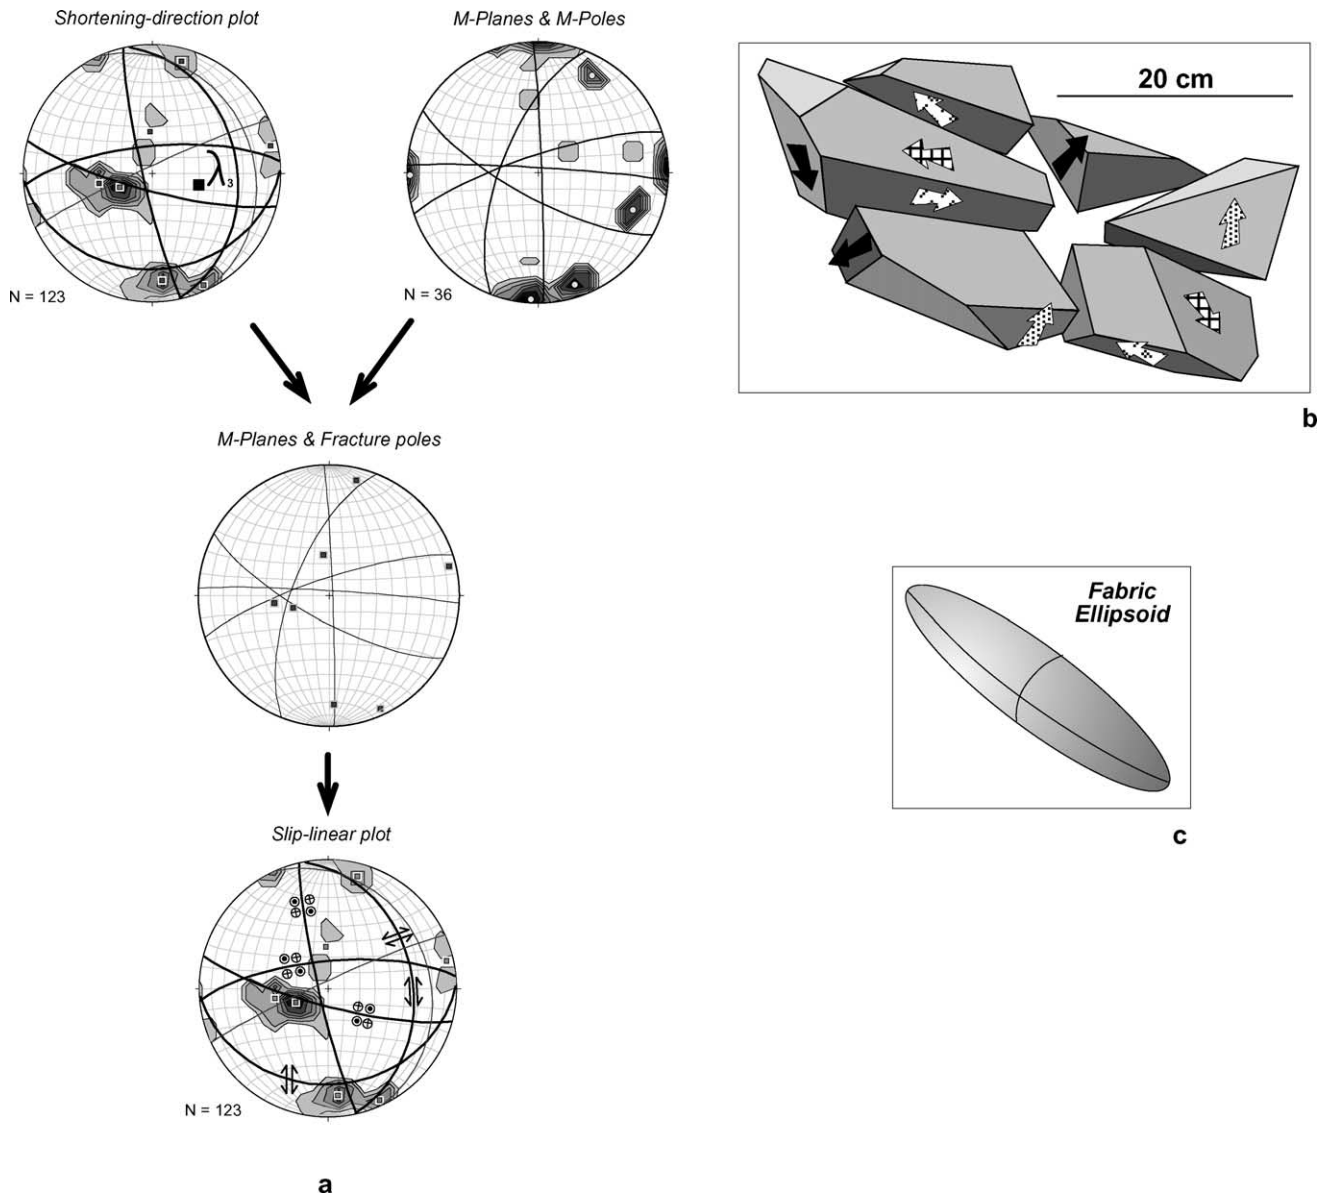 Shortening-direction plot
M-Planes & M-Poles
λ3
N = 123
N = 36
20 cm
b
M-Planes & Fracture poles
Fabric
Ellipsoid
c
Slip-linear plot
N = 123
a